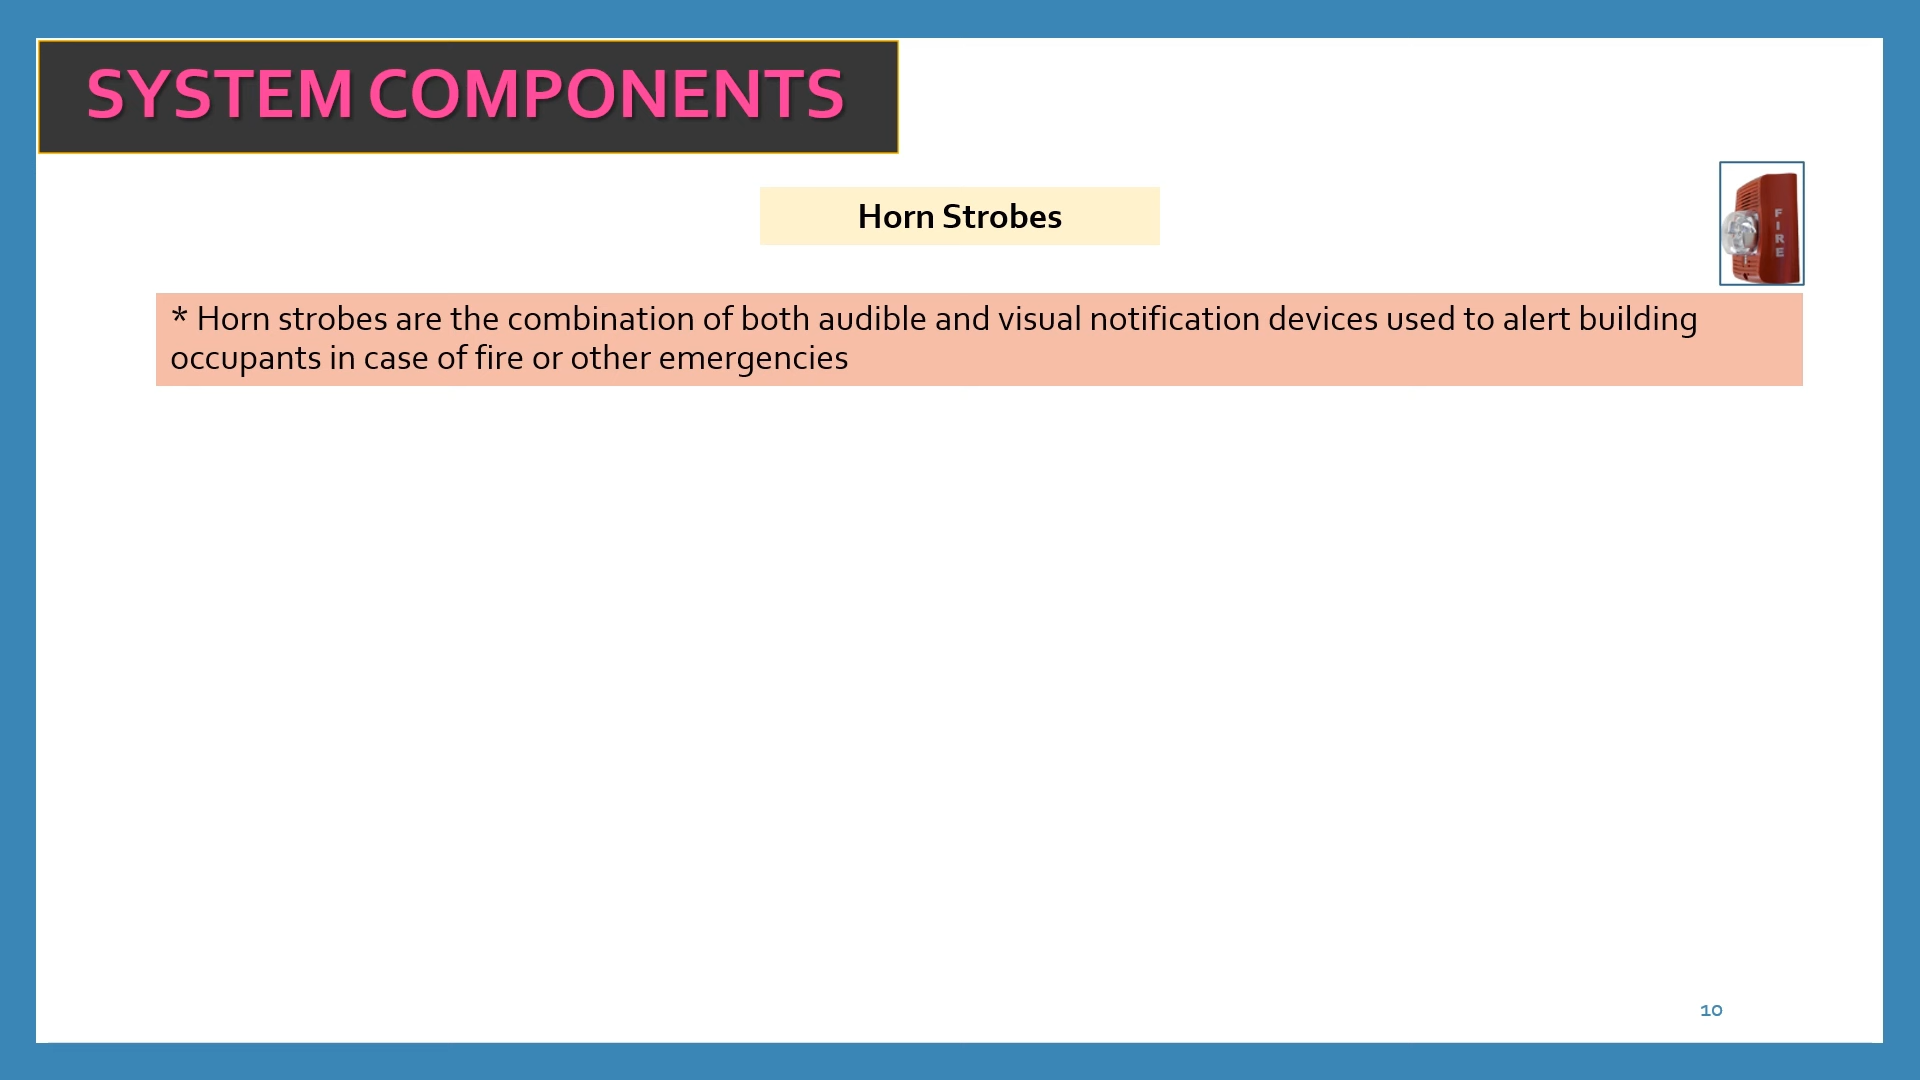 SYSTEM COMPONENTS
Horn Strobes
FIRE
* Horn strobes are the combination of both audible and visual notification devices used to alert building
occupants in case of fire or other emergencies
10